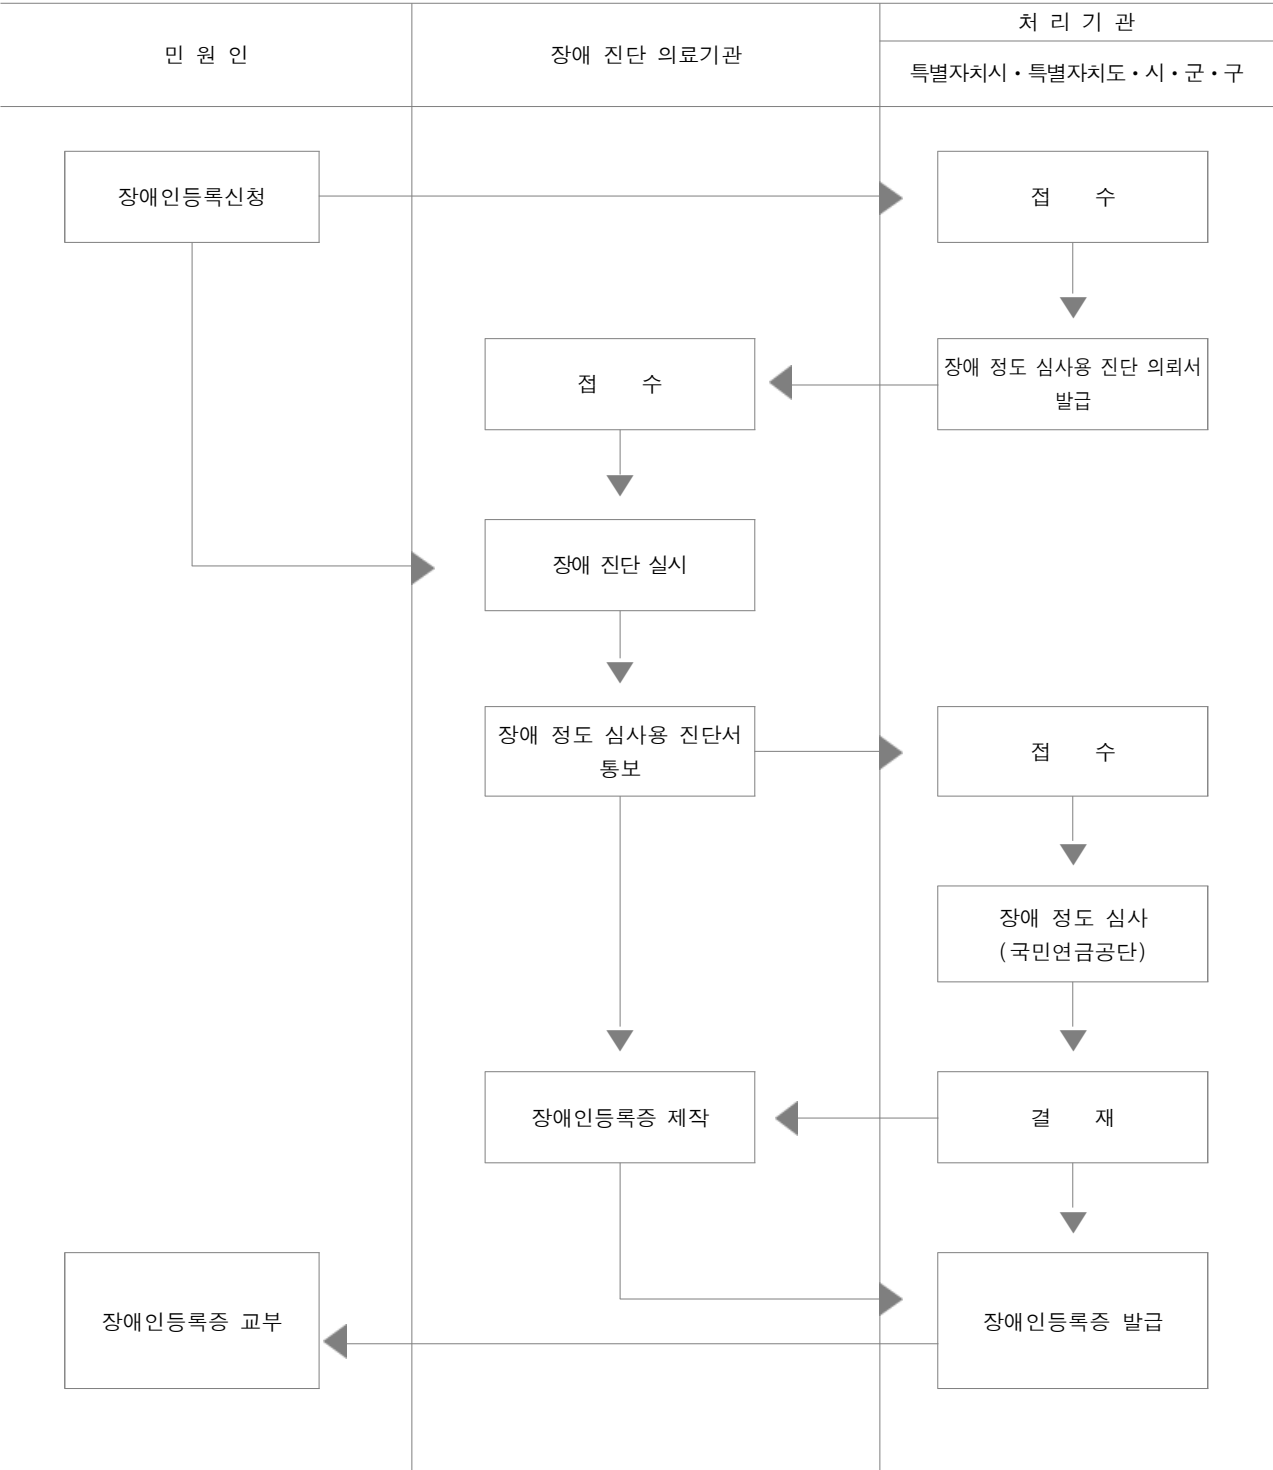 민 원 인
장애 진단 의료기관
처 리 기 관
특별자치시・특별자치도・시・군・구
장애인등록신청
접 수
접 수
장애 정도 심사용 진단 의뢰서
발급
장애 진단 실시
장애 정도 심사용 진단서
통보
접 수
장애 정도 심사
(국민연금공단)
장애인등록증 제작
결 재
장애인등록증 교부
장애인등록증 발급